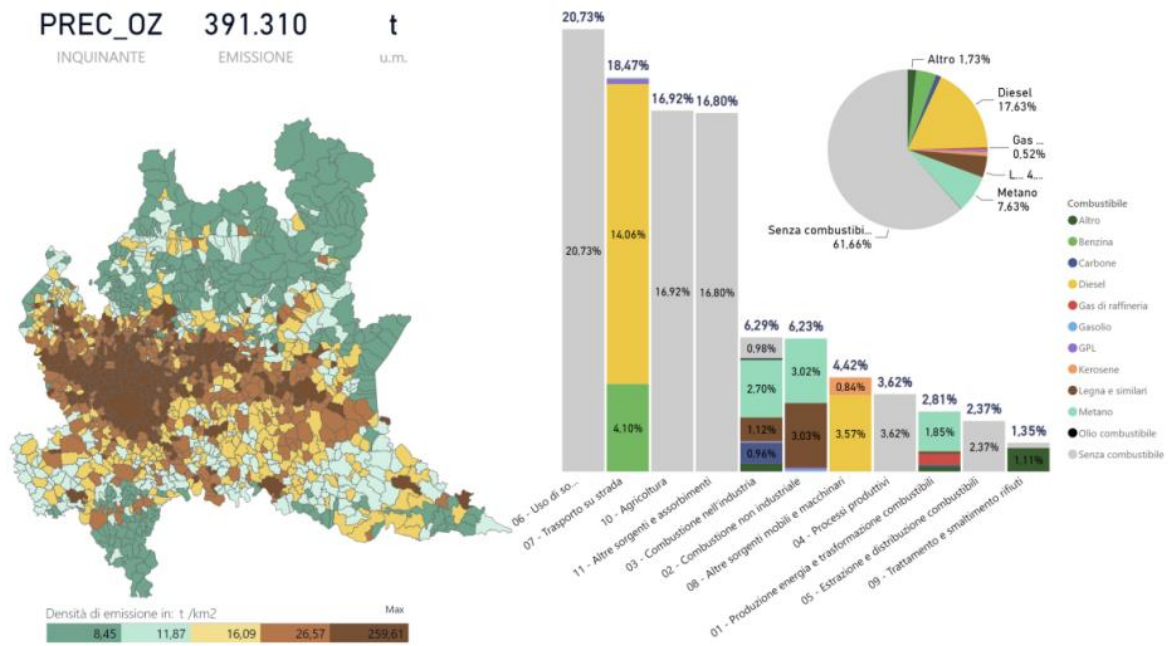 PREC_OZ 391.310 t
INQUINANTE EMISSIONE u.m.
Densità di emissione in: t /km2 Max
8,45 11,87 16,09 26,57 259,61
20,73%
18,47%
16,92%
16,80%
6,29%
6,23%
4,42%
3,62%
2,81%
2,37%
1,35%
20,73%
14,06%
4,10%
16,92%
16,80%
0,98%
2,70%
1,12%
0,96%
3,02%
3,03%
0,84%
3,57%
3,62%
1,85%
2,37%
1,11%
06 - Uso di so...
07 - Trasporto su strada
10 - Agricoltura
11 - Altre sorgenti e assorbimenti
03 - Combustione nell'industria
02 - Combustione non industriale
08 - Altre sorgenti mobili e macchinari
04 - Processi produttivi
01 - Produzione energia e trasformazione combustibili
05 - Estrazione e distribuzione combustibili
09 - Trattamento e smaltimento rifiuti
Altro 1,73%
Diesel
17,63%
Gas ...
0,52%
L... 4....
Metano
7,63%
Senza combustibi...
61,66%
Combustibile
Altro
Benzina
Carbone
Diesel
Gas di raffineria
Gasolio
GPL
Kerosene
Legna e similari
Metano
Olio combustibile
Senza combustibile